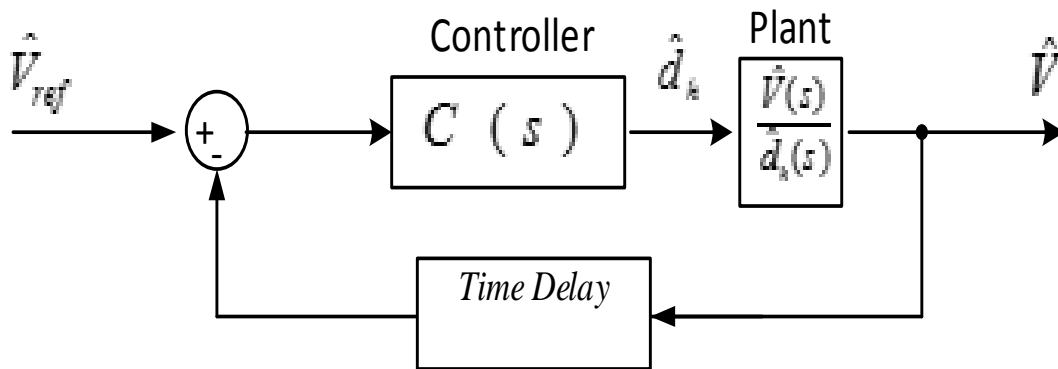 Controller
Plant
V̂ref
d̂k
V̂
+
-
C (s)
V̂(s)
d̂k(s)
Time Delay